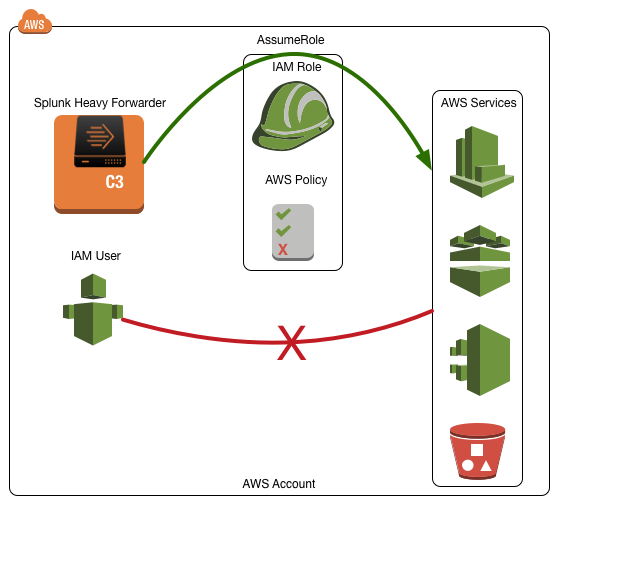 AWS
AssumeRole
IAM Role
Splunk Heavy Forwarder
AWS Services
C3
AWS Policy
IAM User
X
AWS Account